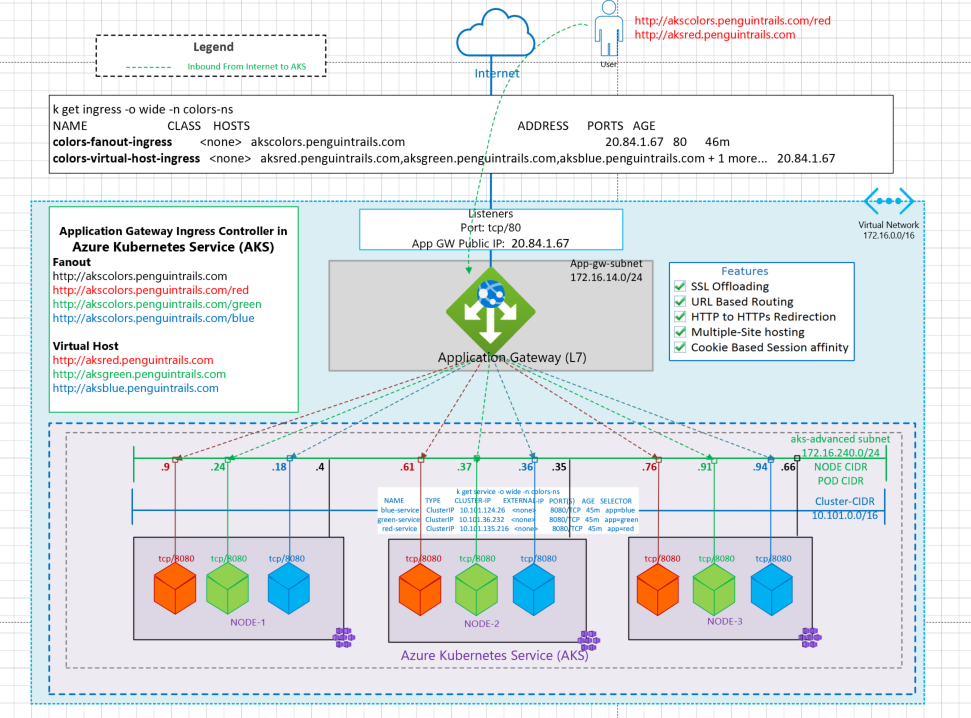 http://akscolors.penguintrails.com/red
http://aksred.penguintrails.com
Legend
Inbound From Internet to AKS
Internet
User
k get ingress -o wide -n colors-ns
NAME CLASS HOSTS ADDRESS PORTS AGE
colors-fanout-ingress <none> akscolors.penguintrails.com 20.84.1.67 80 46m
colors-virtual-host-ingress <none> aksred.penguintrails.com,aksgreen.penguintrails.com,aksblue.penguintrails.com + 1 more... 20.84.1.67
Virtual Network
172.16.0.0/16
Listeners
Port: tcp/80
App GW Public IP: 20.84.1.67
Application Gateway Ingress Controller in
Azure Kubernetes Service (AKS)
Fanout
http://akscolors.penguintrails.com
http://akscolors.penguintrails.com/red
http://akscolors.penguintrails.com/green
http://akscolors.penguintrails.com/blue
Virtual Host
http://aksred.penguintrails.com
http://aksgreen.penguintrails.com
http://aksblue.penguintrails.com
App-gw-subnet
172.16.14.0/24
Application Gateway (L7)
Features
SSL Offloading
URL Based Routing
HTTP to HTTPs Redirection
Multiple-Site hosting
Cookie Based Session affinity
aks-advanced subnet
172.16.240.0/24
NODE CIDR
POD CIDR
.9 .24 .18 .4 .61 .37 .36 .35 .76 .91 .94 .66
k get service -o wide -n colors-ns
NAME TYPE CLUSTER-IP EXTERNAL-IP PORT(S) AGE SELECTOR
blue-service ClusterIP 10.101.124.26 <none> 8080/TCP 45m app=blue
green-service ClusterIP 10.101.36.232 <none> 8080/TCP 45m app=green
red-service ClusterIP 10.101.135.216 <none> 8080/TCP 45m app=red
Cluster-CIDR
10.101.0.0/16
tcp/8080 tcp/8080 tcp/8080 tcp/8080 tcp/8080 tcp/8080 tcp/8080 tcp/8080 tcp/8080
NODE-1
NODE-2
NODE-3
Azure Kubernetes Service (AKS)